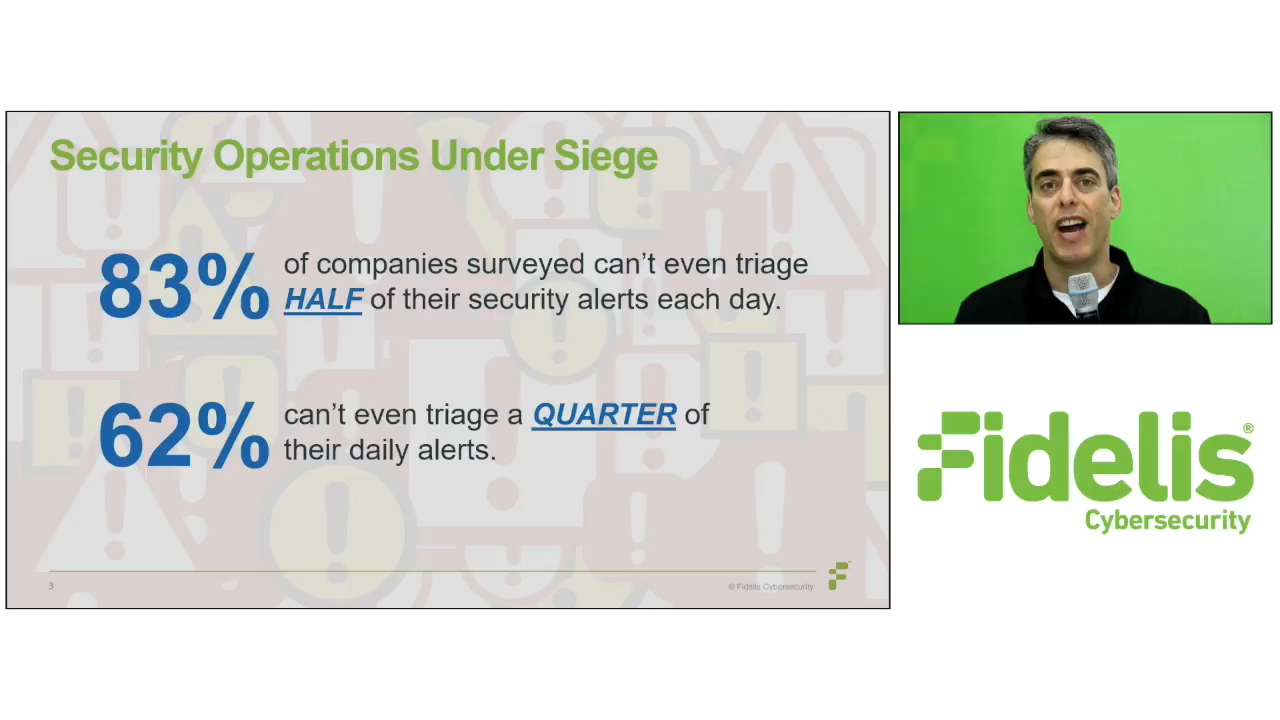 Security Operations Under Siege
83%
of companies surveyed can't even triage
HALF of their security alerts each day.
62%
can't even triage a QUARTER of
their daily alerts.
3
© Fidelis Cybersecurity
Fidelis®
Cybersecurity